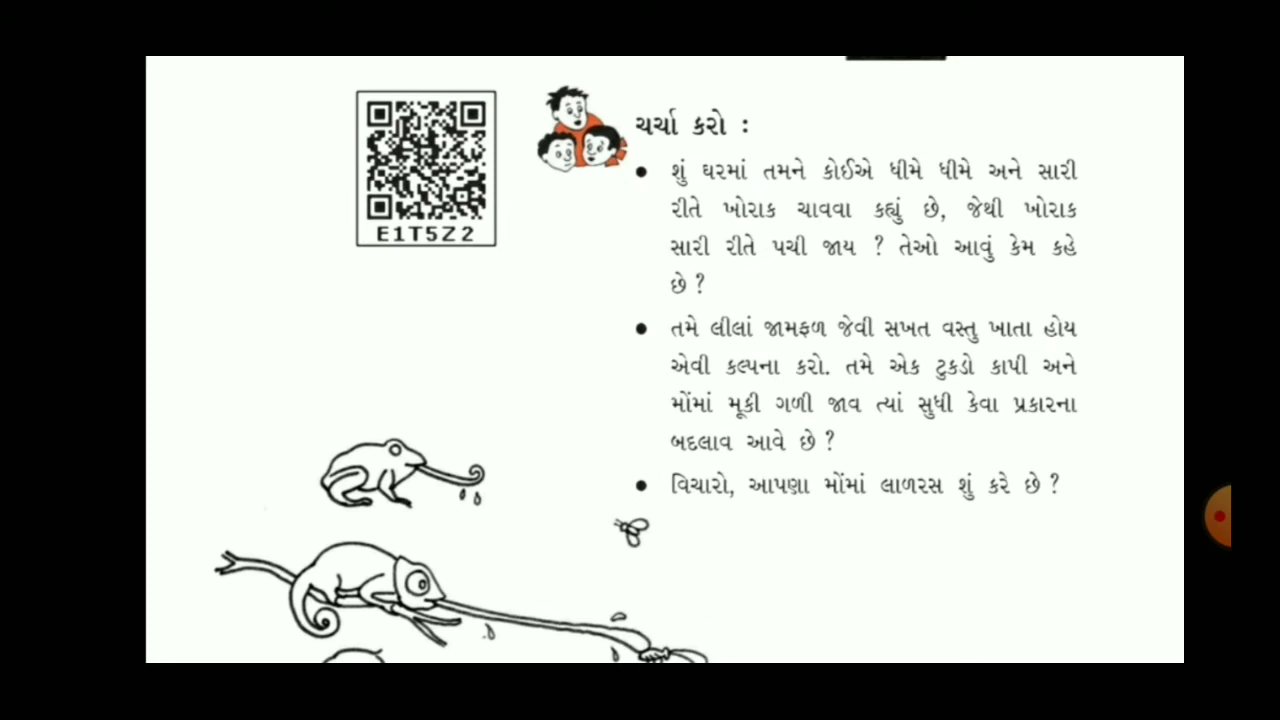 E1T5Z2
ચર્ચા કરો :
• શું ઘરમાં તમને કોઈએ ધીમે ધીમે અને સારી
રીતે ખોરાક ચાવવા કહ્યું છે, જેથી ખોરાક
સારી રીતે પચી જાય ? તેઓ આવું કેમ કહે
છે ?
• તમે લીલાં જામફળ જેવી સખત વસ્તુ ખાતા હોય
એવી કલ્પના કરો. તમે એક ટુકડો કાપી અને
મોંમાં મૂકી ગળી જાવ ત્યાં સુધી કેવા પ્રકારના
બદલાવ આવે છે ?
• વિચારો, આપણા મોંમાં લાળરસ શું કરે છે ?